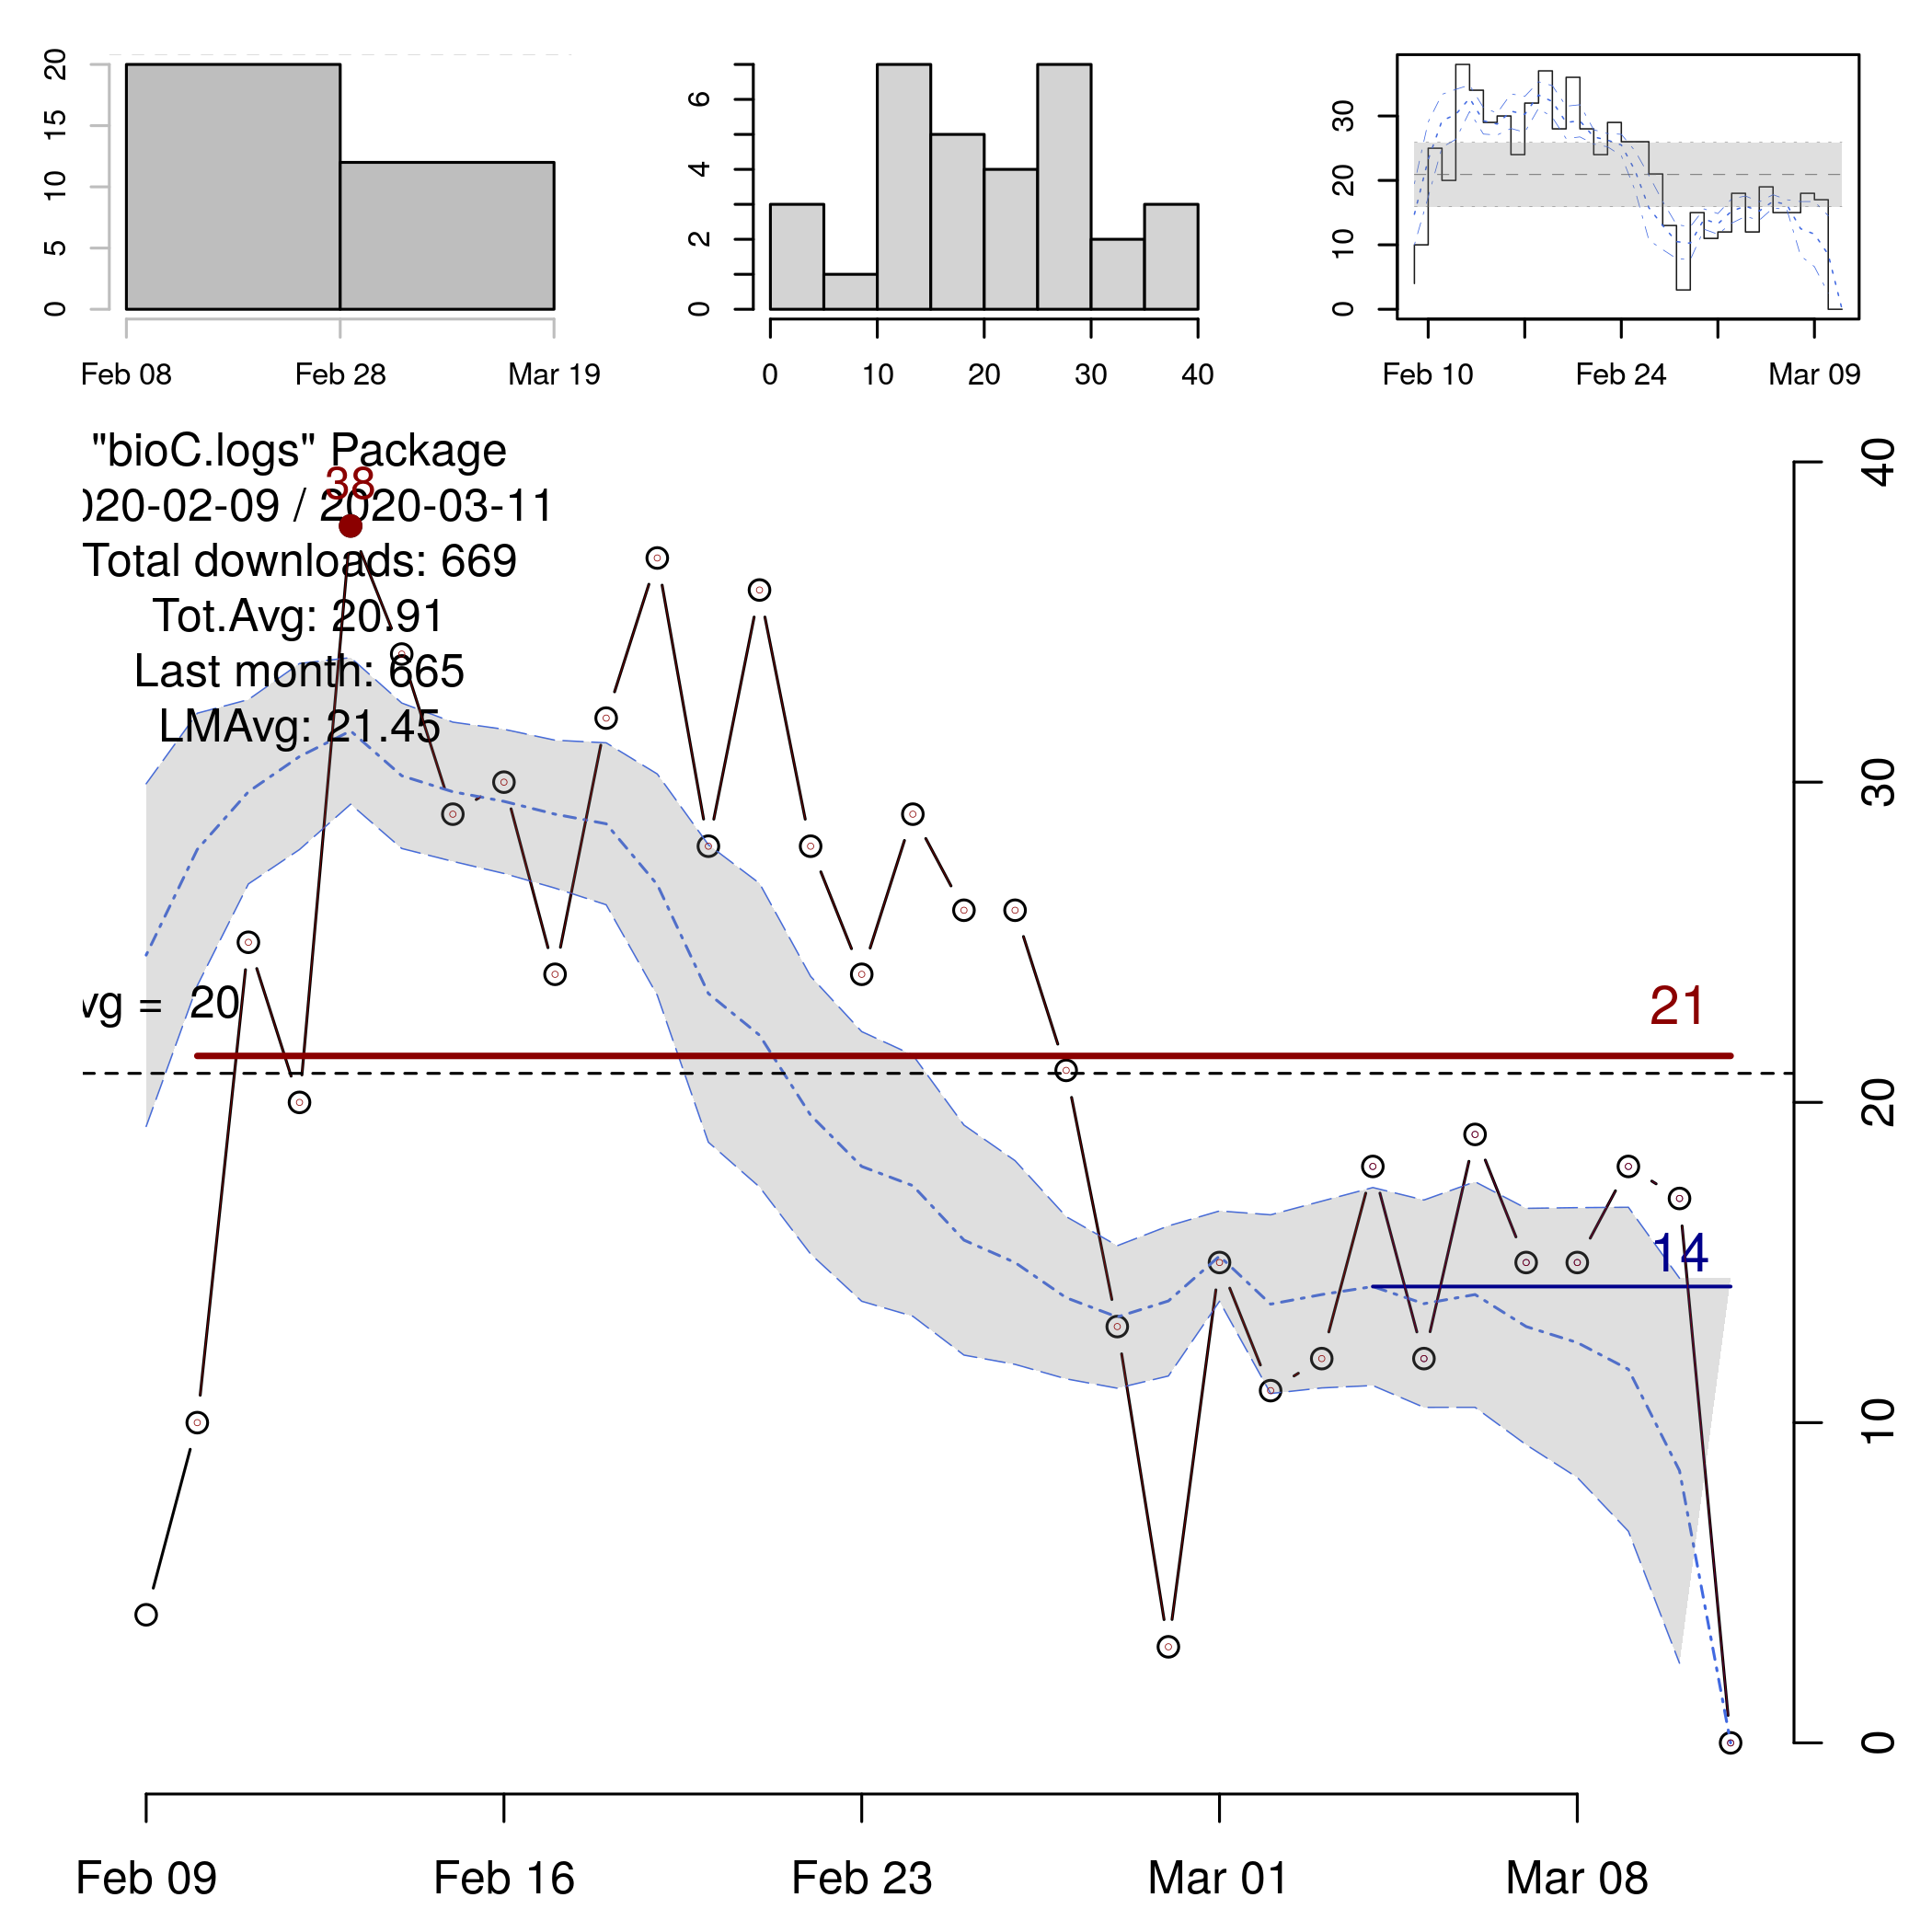 20
15
10
5
0
Feb 08 Feb 28 Mar 19
6
4
2
0
0 10 20 30 40
30
20
10
0
Feb 10 Feb 24 Mar 09
"bioC.logs" Package
38
020-02-09 / 2020-03-11
Total downloads: 669
Tot.Avg: 20.91
Last month: 665
LMAvg: 21.45
vg = 20
21
14
40
30
20
10
0
Feb 09 Feb 16 Feb 23 Mar 01 Mar 08